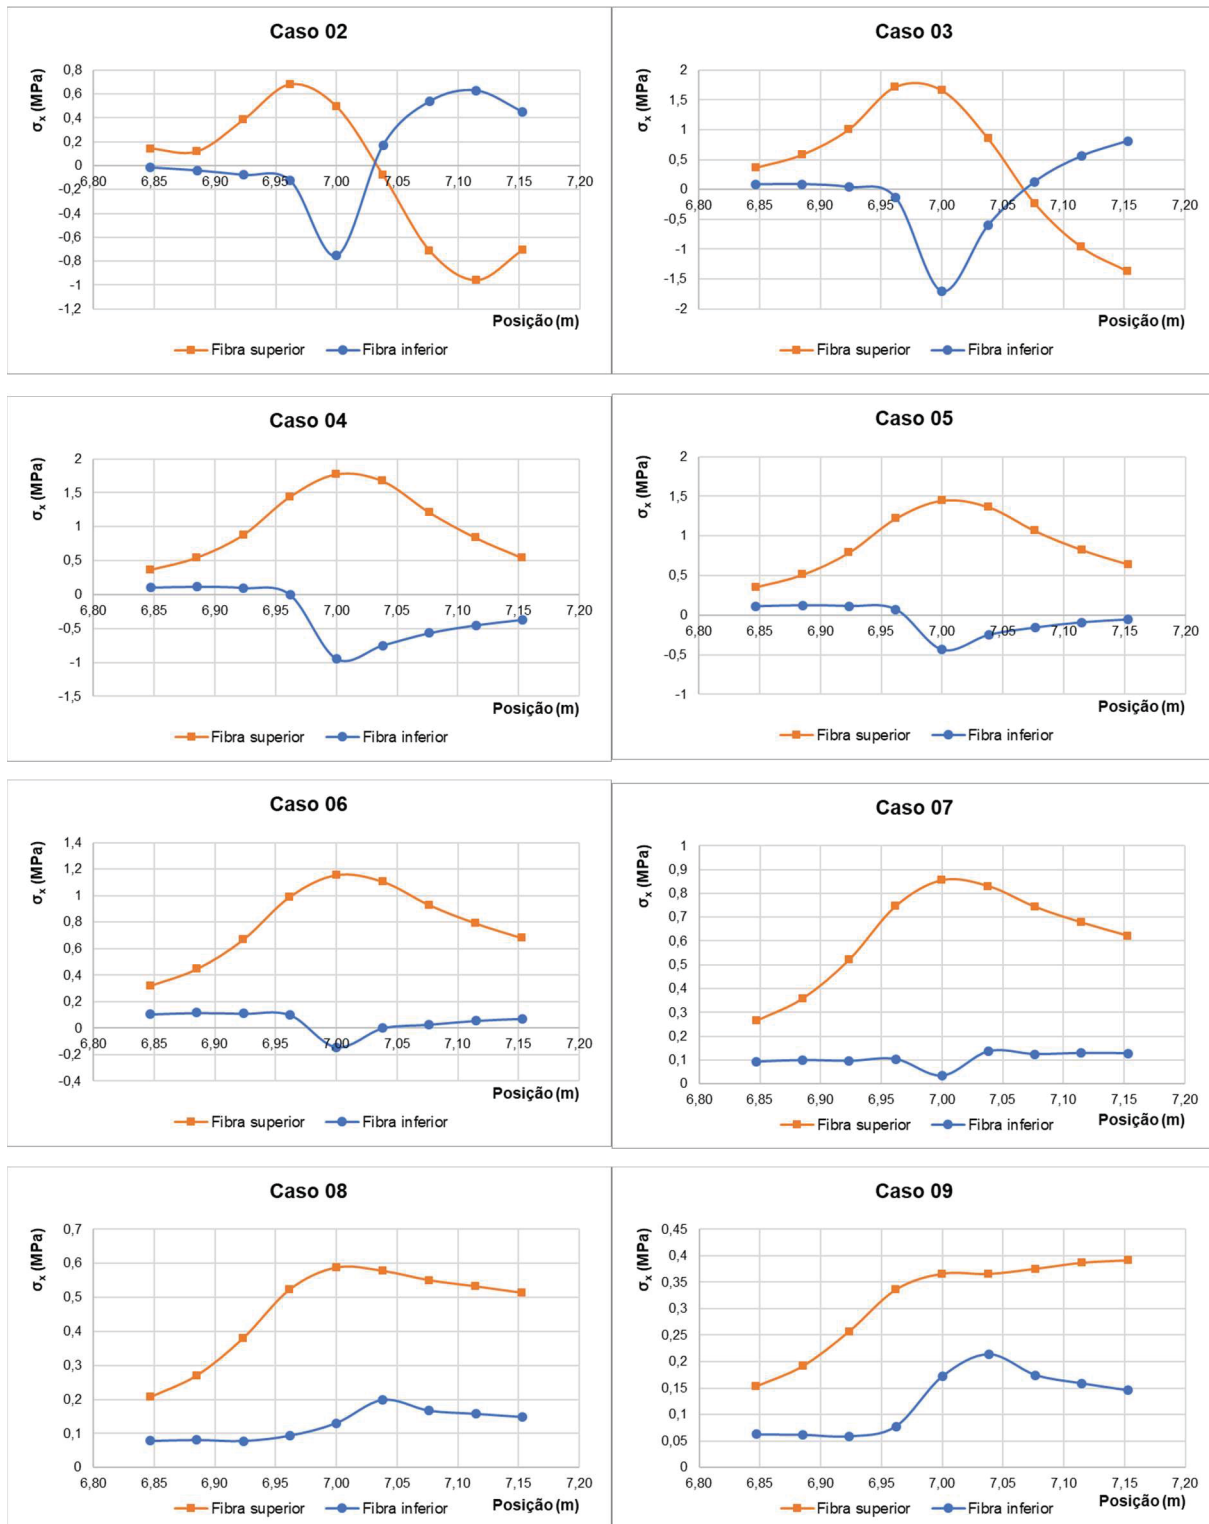 Caso 02
σx (MPa)
0,8
0,6
0,4
0,2
0
-0,2
-0,4
-0,6
-0,8
-1
-1,2
6,80 6,85 6,90 6,95 7,00 7,05 7,10 7,15 7,20
Posição (m)
Fibra superior Fibra inferior
Caso 03
σx (MPa)
2
1,5
1
0,5
0
-0,5
-1
-1,5
-2
6,80 6,85 6,90 6,95 7,00 7,05 7,10 7,15 7,20
Posição (m)
Fibra superior Fibra inferior
Caso 04
σx (MPa)
2
1,5
1
0,5
0
-0,5
-1
-1,5
6,80 6,85 6,90 6,95 7,00 7,05 7,10 7,15 7,20
Posição (m)
Fibra superior Fibra inferior
Caso 05
σx (MPa)
2
1,5
1
0,5
0
-0,5
-1
6,80 6,85 6,90 6,95 7,00 7,05 7,10 7,15 7,20
Posição (m)
Fibra superior Fibra inferior
Caso 06
σx (MPa)
1,4
1,2
1
0,8
0,6
0,4
0,2
0
-0,2
-0,4
6,80 6,85 6,90 6,95 7,00 7,05 7,10 7,15 7,20
Posição (m)
Fibra superior Fibra inferior
Caso 07
σx (MPa)
1
0,9
0,8
0,7
0,6
0,5
0,4
0,3
0,2
0,1
0
6,80 6,85 6,90 6,95 7,00 7,05 7,10 7,15 7,20
Posição (m)
Fibra superior Fibra inferior
Caso 08
σx (MPa)
0,7
0,6
0,5
0,4
0,3
0,2
0,1
0
6,80 6,85 6,90 6,95 7,00 7,05 7,10 7,15 7,20
Posição (m)
Fibra superior Fibra inferior
Caso 09
σx (MPa)
0,45
0,4
0,35
0,3
0,25
0,2
0,15
0,1
0,05
0
6,80 6,85 6,90 6,95 7,00 7,05 7,10 7,15 7,20
Posição (m)
Fibra superior Fibra inferior